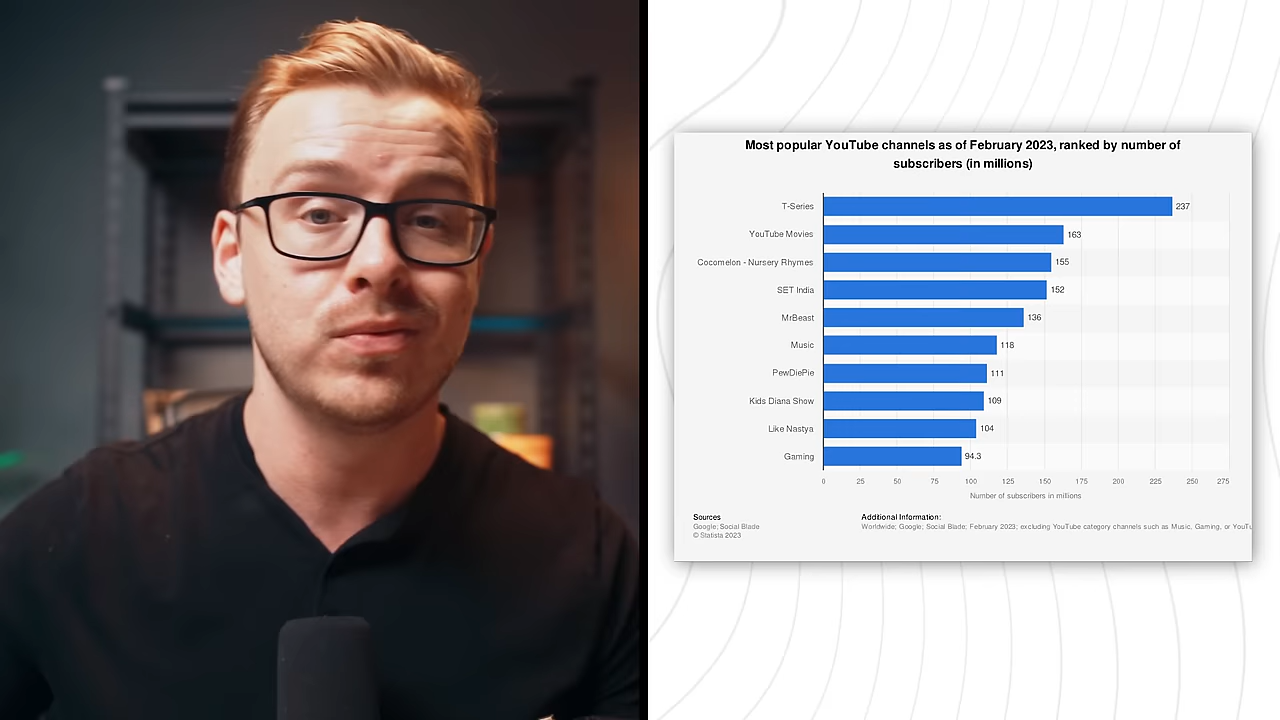 Most popular YouTube channels as of February 2023, ranked by number of
subscribers (in millions)
T-Series 237
YouTube Movies 163
Cocomelon - Nursery Rhymes 155
SET India 152
MrBeast 136
Music 118
PewDiePie 111
Kids Diana Show 109
Like Nastya 104
Gaming 94.3
0 25 50 75 100 125 150 175 200 225 250 275
Number of subscribers in millions
Sources
Google; Social Blade
© Statista 2023
Additional Information:
Worldwide; Google; Social Blade; February 2023; excluding YouTube category channels such as Music, Gaming, or YouTu